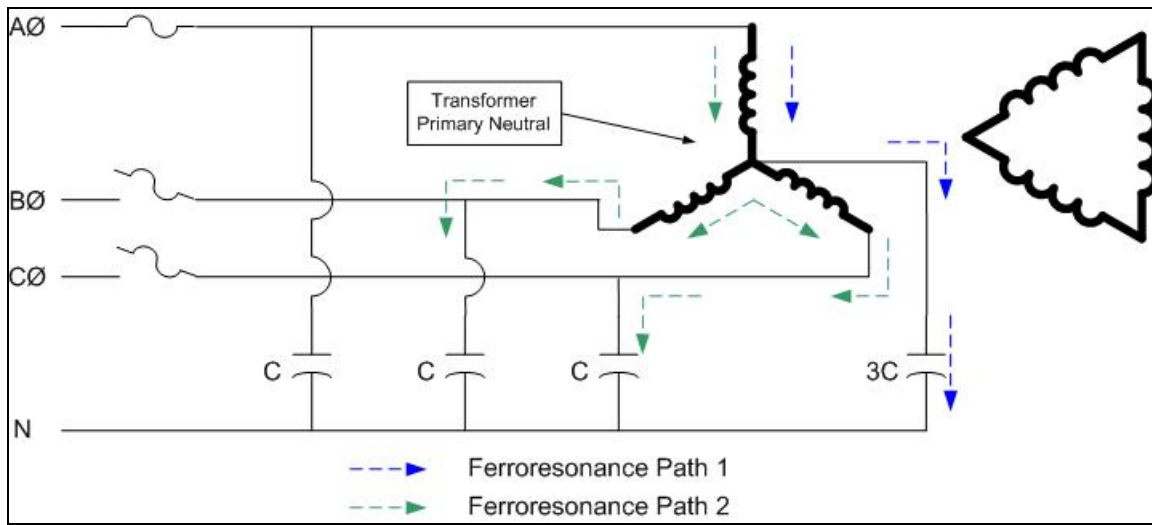 AØ
Transformer
Primary Neutral
BØ
CØ
C
C
C
3C
N
Ferroresonance Path 1
Ferroresonance Path 2